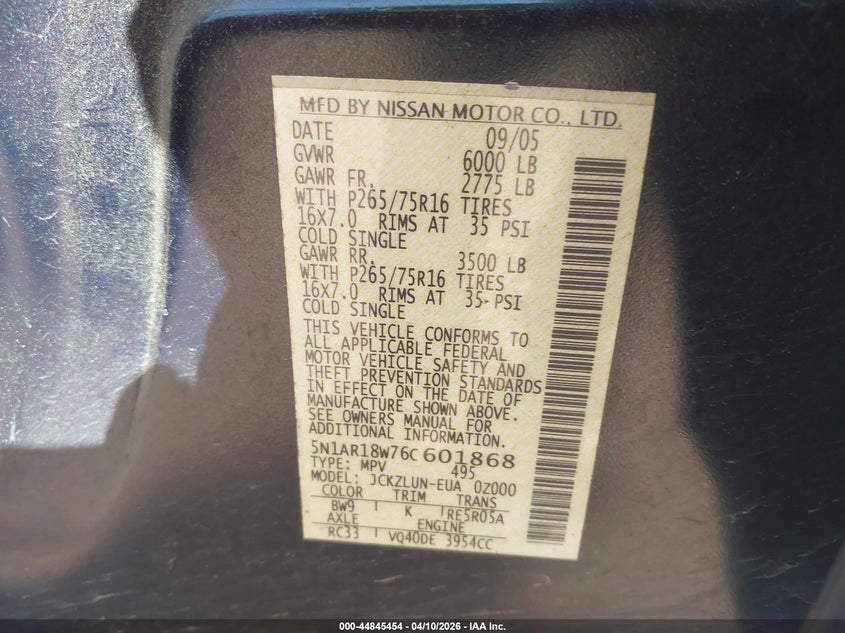 MFD BY NISSAN MOTOR CO., LTD.
DATE 09/05
GVWR 6000 LB
GAWR FR. 2775 LB
WITH P265/75R16 TIRES
16X7.0 RIMS AT 35 PSI
COLD SINGLE
GAWR RR. 3500 LB
WITH P265/75R16 TIRES
16X7.0 RIMS AT 35 PSI
COLD SINGLE
THIS VEHICLE CONFORMS TO
ALL APPLICABLE FEDERAL
MOTOR VEHICLE SAFETY AND
THEFT PREVENTION STANDARDS
IN EFFECT ON THE DATE OF
MANUFACTURE SHOWN ABOVE.
SEE OWNERS MANUAL FOR
ADDITIONAL INFORMATION.
5N1AR18W76C601868
TYPE: MPV 495
MODEL: JCKZLUN-EUA 0Z000
COLOR TRIM TRANS
BW9 K RE5R05A
AXLE ENGINE
RC33 VQ40DE 3954CC
000-44845454 - 04/10/2026 - IAA Inc.